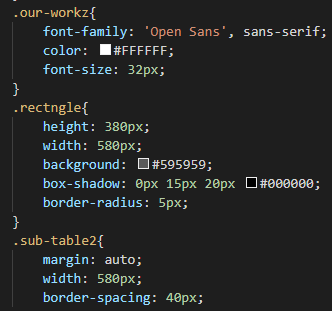 .our-workz{
font-family: 'Open Sans', sans-serif;
color: #FFFFFF;
font-size: 32px;
}
.rectngle{
height: 380px;
width: 580px;
background: #595959;
box-shadow: 0px 15px 20px #000000;
border-radius: 5px;
}
.sub-table2{
margin: auto;
width: 580px;
border-spacing: 40px;